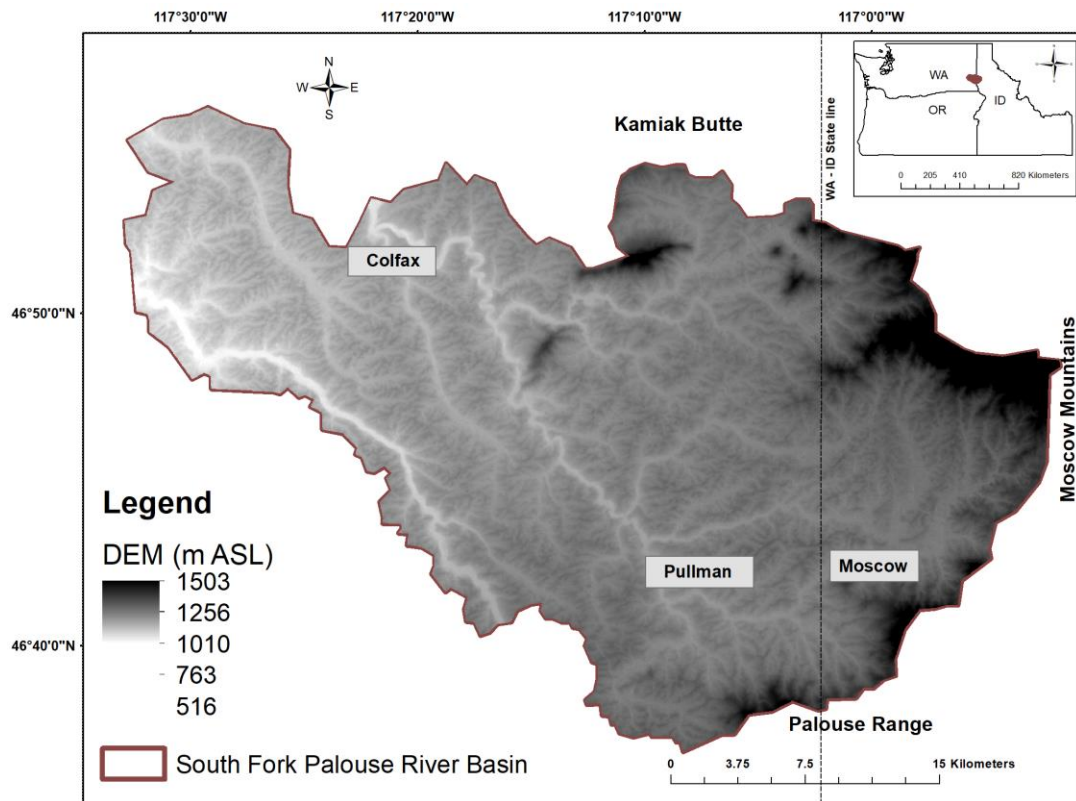 117°30'0"W 117°20'0"W 117°10'0"W 117°0'0"W
N
W E
S
Kamiak Butte
WA - ID State line
WA
ID
OR
0 205 410 820 Kilometers
Colfax
46°50'0"N
Moscow Mountains
Legend
DEM (m ASL)
1503
1256
1010
763
516
Pullman
Moscow
46°40'0"N
Palouse Range
South Fork Palouse River Basin
0 3.75 7.5 15 Kilometers